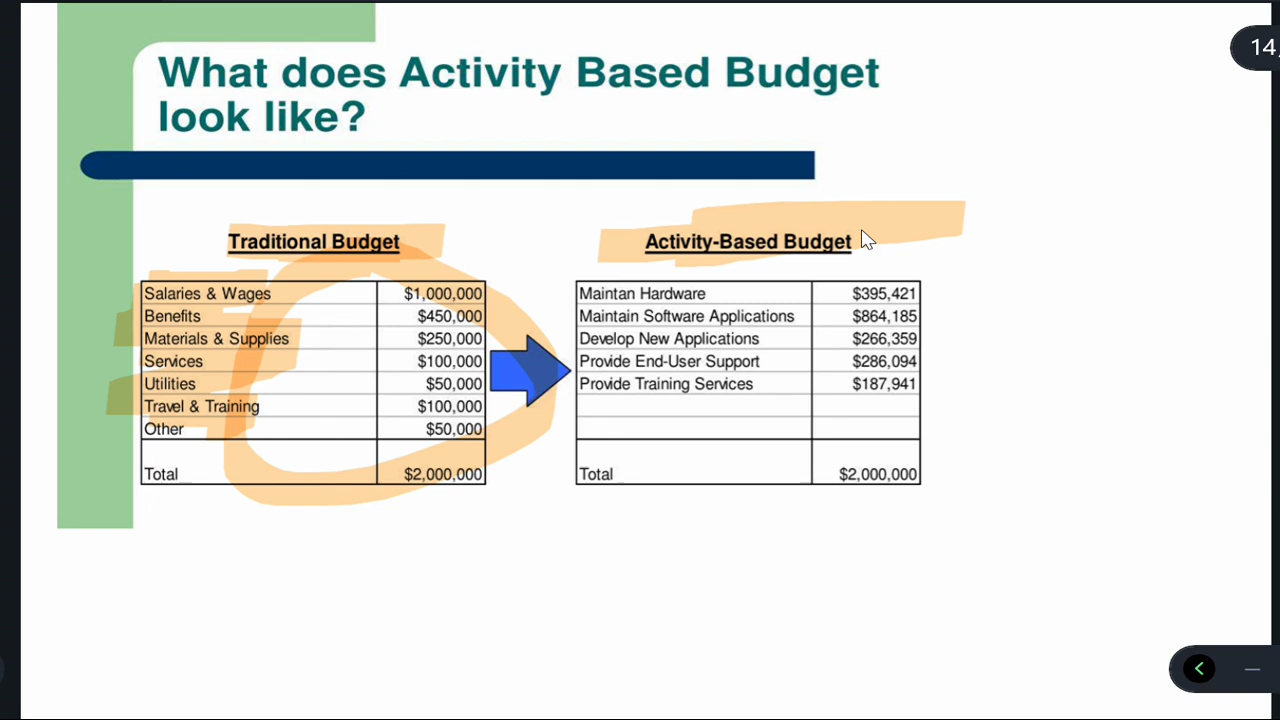 What does Activity Based Budget
look like?
14
Traditional Budget
Salaries & Wages $1,000,000
Benefits $450,000
Materials & Supplies $250,000
Services $100,000
Utilities $50,000
Travel & Training $100,000
Other $50,000
Total $2,000,000
Activity-Based Budget
Maintan Hardware $395,421
Maintain Software Applications $864,185
Develop New Applications $266,359
Provide End-User Support $286,094
Provide Training Services $187,941
Total $2,000,000